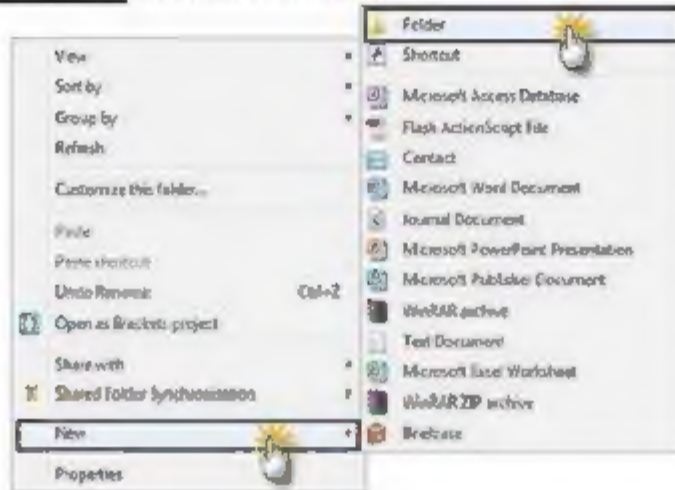 View
Sort by
Group by
Refresh
Customize this folder...
Paste
Paste shortcut
Undo Rename Ctrl+Z
Open as Brackets project
Share with
Shared Folder Synchronization
New
Properties
Folder
Shortcut
Microsoft Access Database
Flash ActionScript File
Contact
Microsoft Word Document
Journal Document
Microsoft PowerPoint Presentation
Microsoft Publisher Document
WinRAR archive
Text Document
Microsoft Excel Worksheet
WinRAR ZIP archive
Briefcase